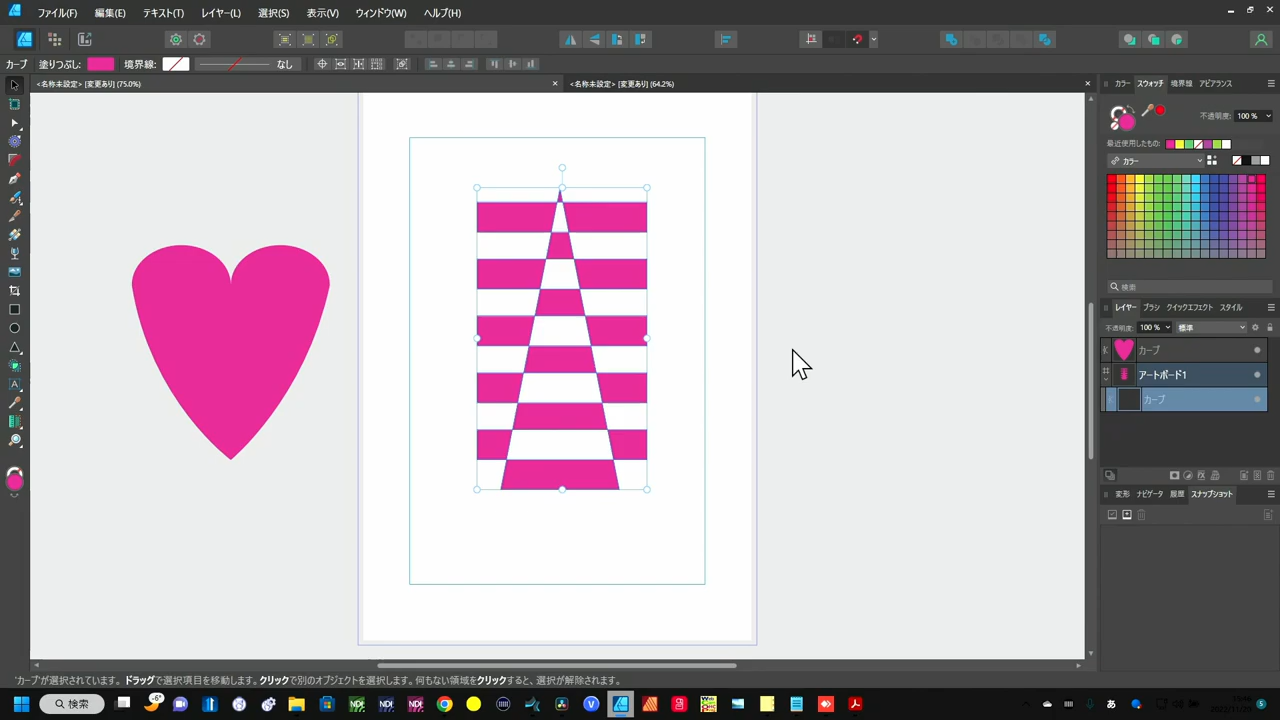 ファイル(F) 編集(E) テキスト(T) レイヤー(L) 選択(S) 表示(V) ウィンドウ(W) ヘルプ(H)
カーブ 塗りつぶし: 境界線: なし
<名称未設定> [変更あり] (75.0%)
<名称未設定> [変更あり] (64.2%)
カラー スウォッチ 境界線 アピアランス
不透明度: 100 %
最近使用したもの:
カラー
検索
レイヤー ブラシ クイックエフェクト スタイル
不透明度: 100 % 標準
カーブ
アートボード1
カーブ
変形 ナビゲータ 履歴 スナップショット
'カーブ'が選択されています。 ドラッグで選択項目を移動します。 クリックで別のオブジェクトを選択します。 何もない領域をクリックすると、選択が解除されます。
検索
-6°
NDI NDI NDI
あ
2022/11/20